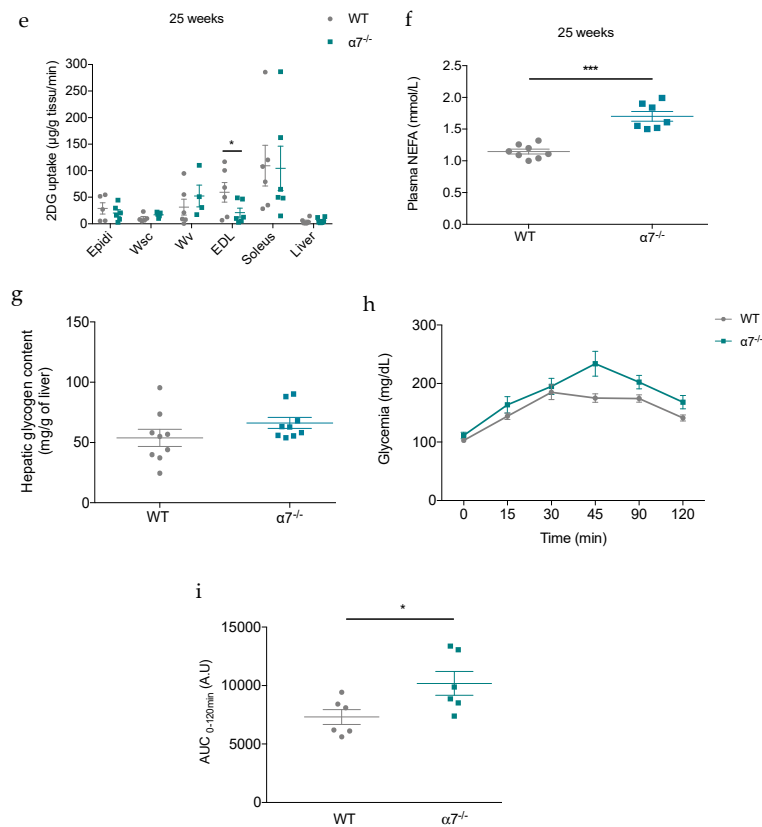 e
25 weeks
WT
α7-/-
2DG uptake (µg/g tissu/min)
300
250
200
150
100
50
0
*
Epidi
Wsc
Wv
EDL
Soleus
Liver
f
25 weeks
Plasma NEFA (mmol/L)
2.5
2.0
1.5
1.0
0.5
0.0
***
WT
α7-/-
g
Hepatic glycogen content
(mg/g of liver)
150
100
50
0
WT
α7-/-
h
WT
α7-/-
Glycemia (mg/dL)
300
200
100
0
0 15 30 45 90 120
Time (min)
i
*
AUC 0-120min (A.U)
15000
10000
5000
0
WT
α7-/-